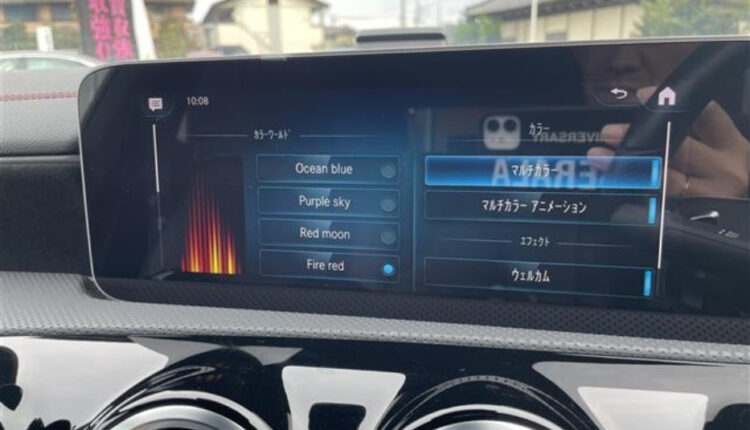 10:08
カラーワールド
カラー
Ocean blue
マルチカラー
Purple sky
マルチカラー アニメーション
Red moon
エフェクト
Fire red
ウェルカム